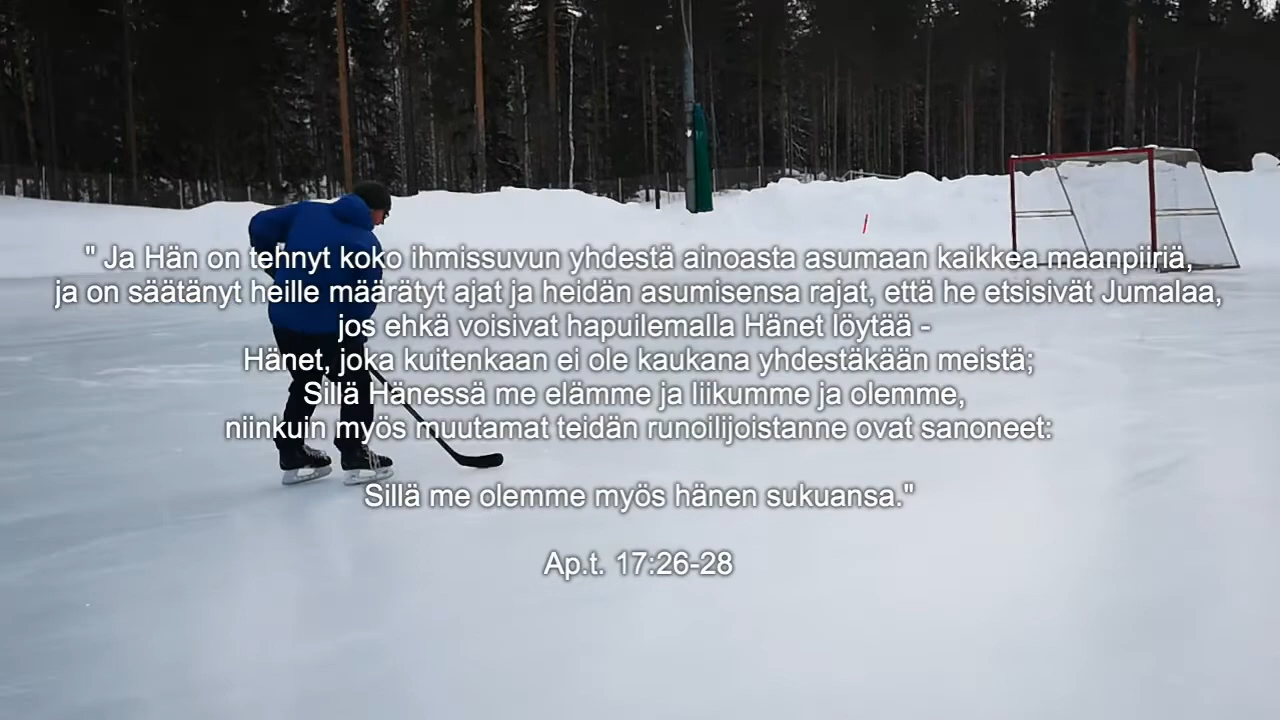 " Ja Hän on tehnyt koko ihmissuvun yhdestä ainoasta asumaan kaikkea maanpiiriä,
ja on säätänyt heille määrätyt ajat ja heidän asumisensa rajat, että he etsisivät Jumalaa,
jos ehkä voisivat hapuilemalla Hänet löytää -
Hänet, joka kuitenkaan ei ole kaukana yhdestäkään meistä;
Sillä Hänessä me elämme ja liikumme ja olemme,
niinkuin myös muutamat teidän runoilijoistanne ovat sanoneet:
Sillä me olemme myös hänen sukuansa."
Ap.t. 17:26-28